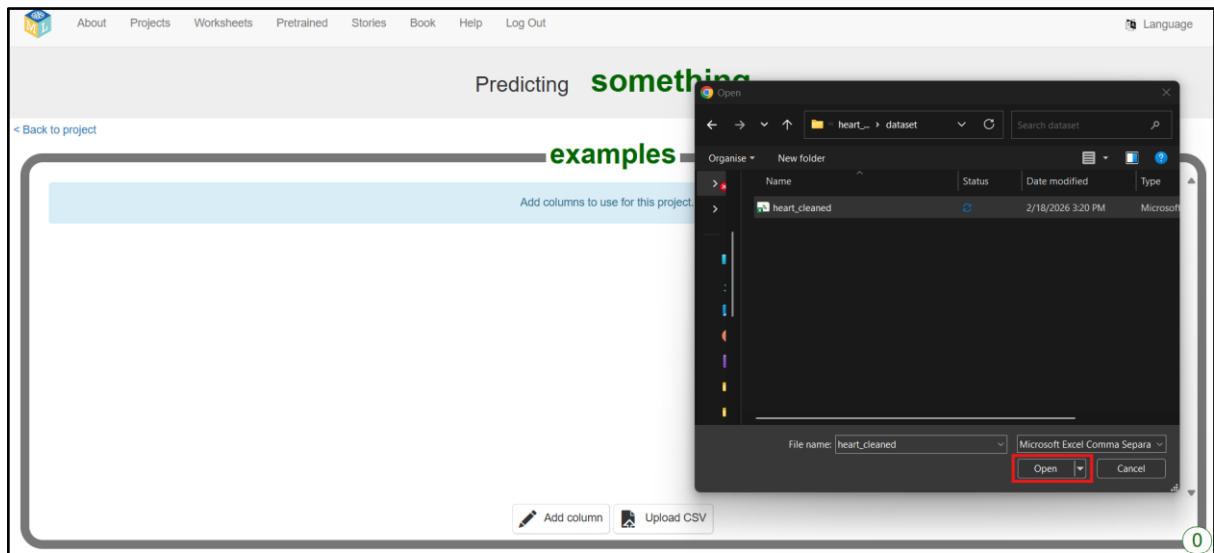 About Projects Worksheets Pretrained Stories Book Help Log Out Language
Predicting something
< Back to project
examples
Add columns to use for this project.
Add column Upload CSV
0
Open
heart_... › dataset
Search dataset
Organise New folder
Name Status Date modified Type
heart_cleaned 2/18/2026 3:20 PM Microsoft
File name: heart_cleaned Microsoft Excel Comma Separa
Open Cancel